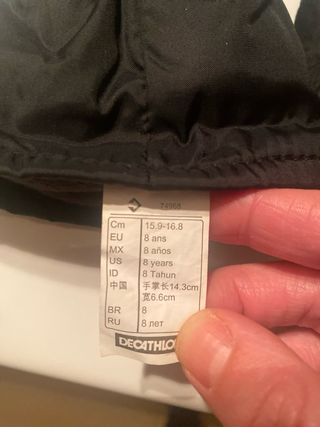 74968
Cm 15,9-16.8
EU 8 ans
MX 8 años
US 8 years
ID 8 Tahun
中国 手掌长14.3cm
宽6.6cm
BR 8
RU 8 лет
DECATHLON